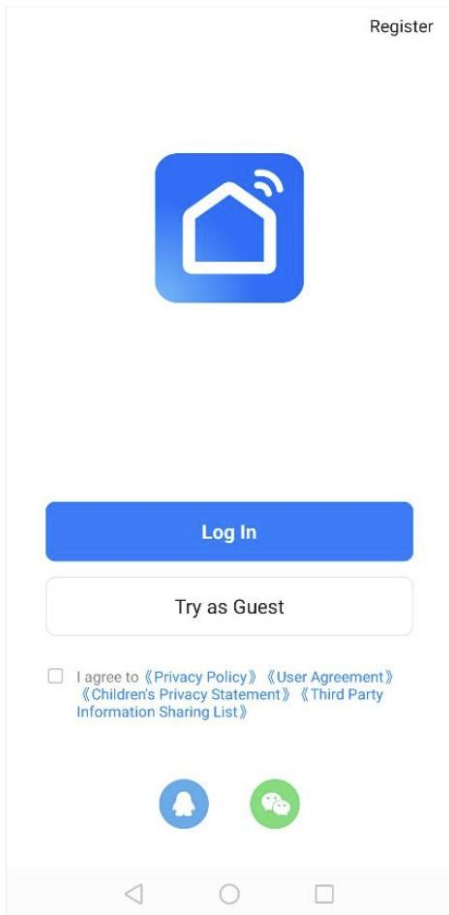 Register
Log In
Try as Guest
I agree to《Privacy Policy》《User Agreement》
《Children's Privacy Statement》《Third Party
Information Sharing List》